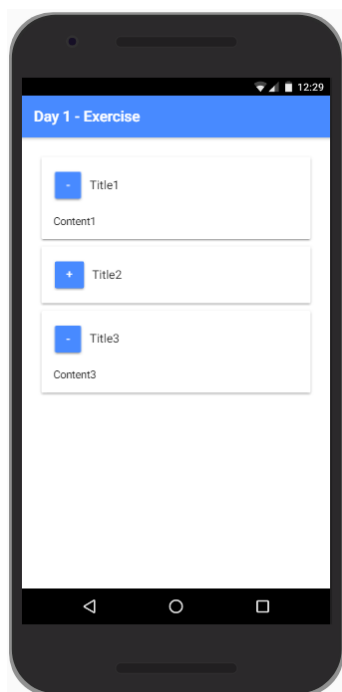 12:29
Day 1 - Exercise
- Title1
Content1
+ Title2
- Title3
Content3